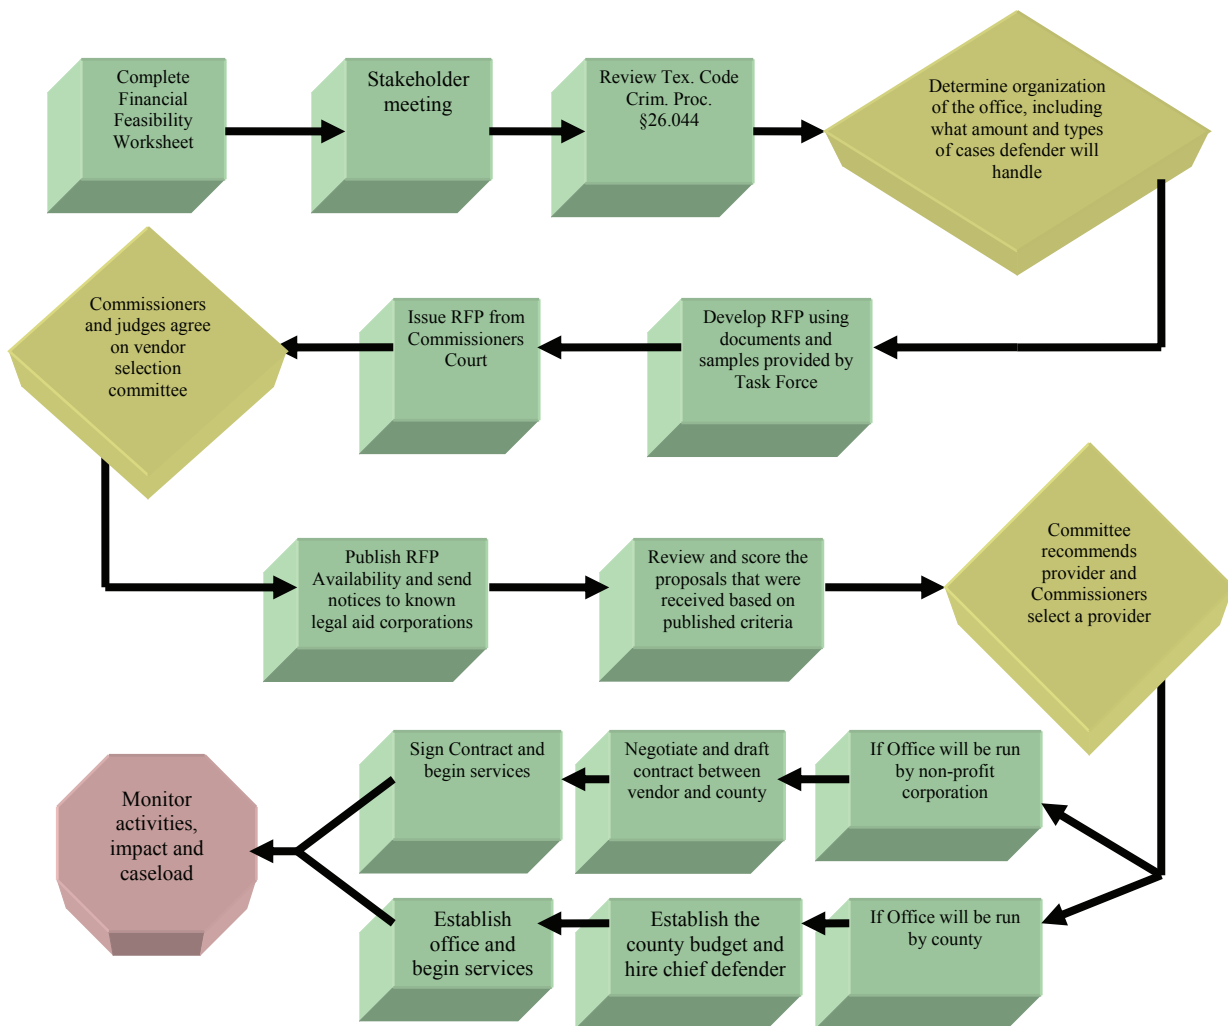 Complete
Financial
Feasibility
Worksheet
Stakeholder
meeting
Review Tex. Code
Crim. Proc.
§26.044
Determine organization
of the office, including
what amount and types
of cases defender will
handle
Commissioners
and judges agree
on vendor
selection
committee
Issue RFP from
Commissioners
Court
Develop RFP using
documents and
samples provided by
Task Force
Publish RFP
Availability and send
notices to known
legal aid corporations
Review and score the
proposals that were
received based on
published criteria
Committee
recommends
provider and
Commissioners
select a provider
Monitor
activities,
impact and
caseload
Sign Contract and
begin services
Negotiate and draft
contract between
vendor and county
If Office will be run
by non-profit
corporation
Establish
office and
begin services
Establish the
county budget and
hire chief defender
If Office will be run
by county